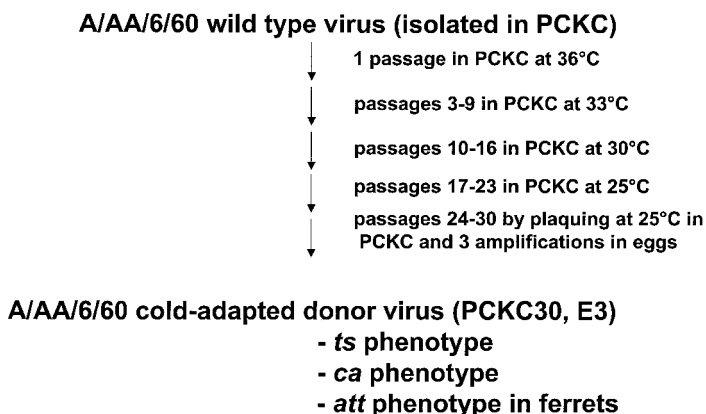 A/AA/6/60 wild type virus (isolated in PCKC)
1 passage in PCKC at 36°C
passages 3-9 in PCKC at 33°C
passages 10-16 in PCKC at 30°C
passages 17-23 in PCKC at 25°C
passages 24-30 by plaquing at 25°C in
PCKC and 3 amplifications in eggs
A/AA/6/60 cold-adapted donor virus (PCKC30, E3)
- ts phenotype
- ca phenotype
- att phenotype in ferrets